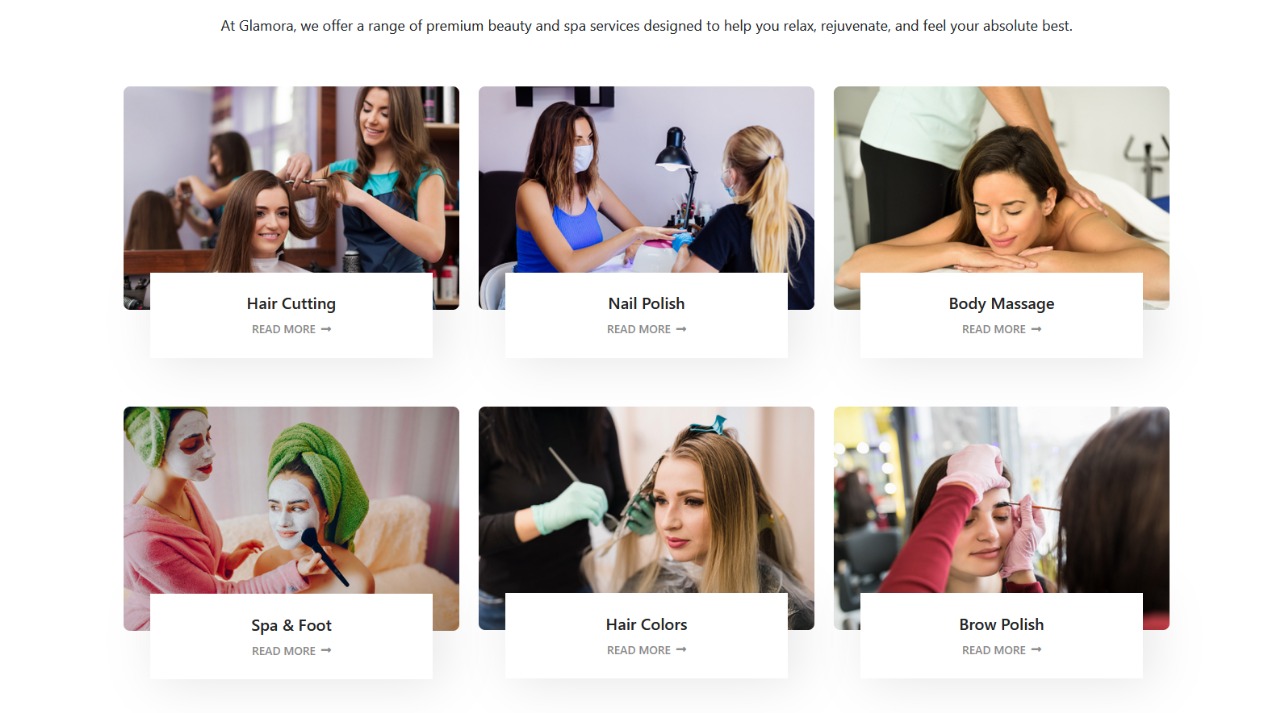 At Glamora, we offer a range of premium beauty and spa services designed to help you relax, rejuvenate, and feel your absolute best.
Hair Cutting
READ MORE →
Nail Polish
READ MORE →
Body Massage
READ MORE →
Spa & Foot
READ MORE →
Hair Colors
READ MORE →
Brow Polish
READ MORE →